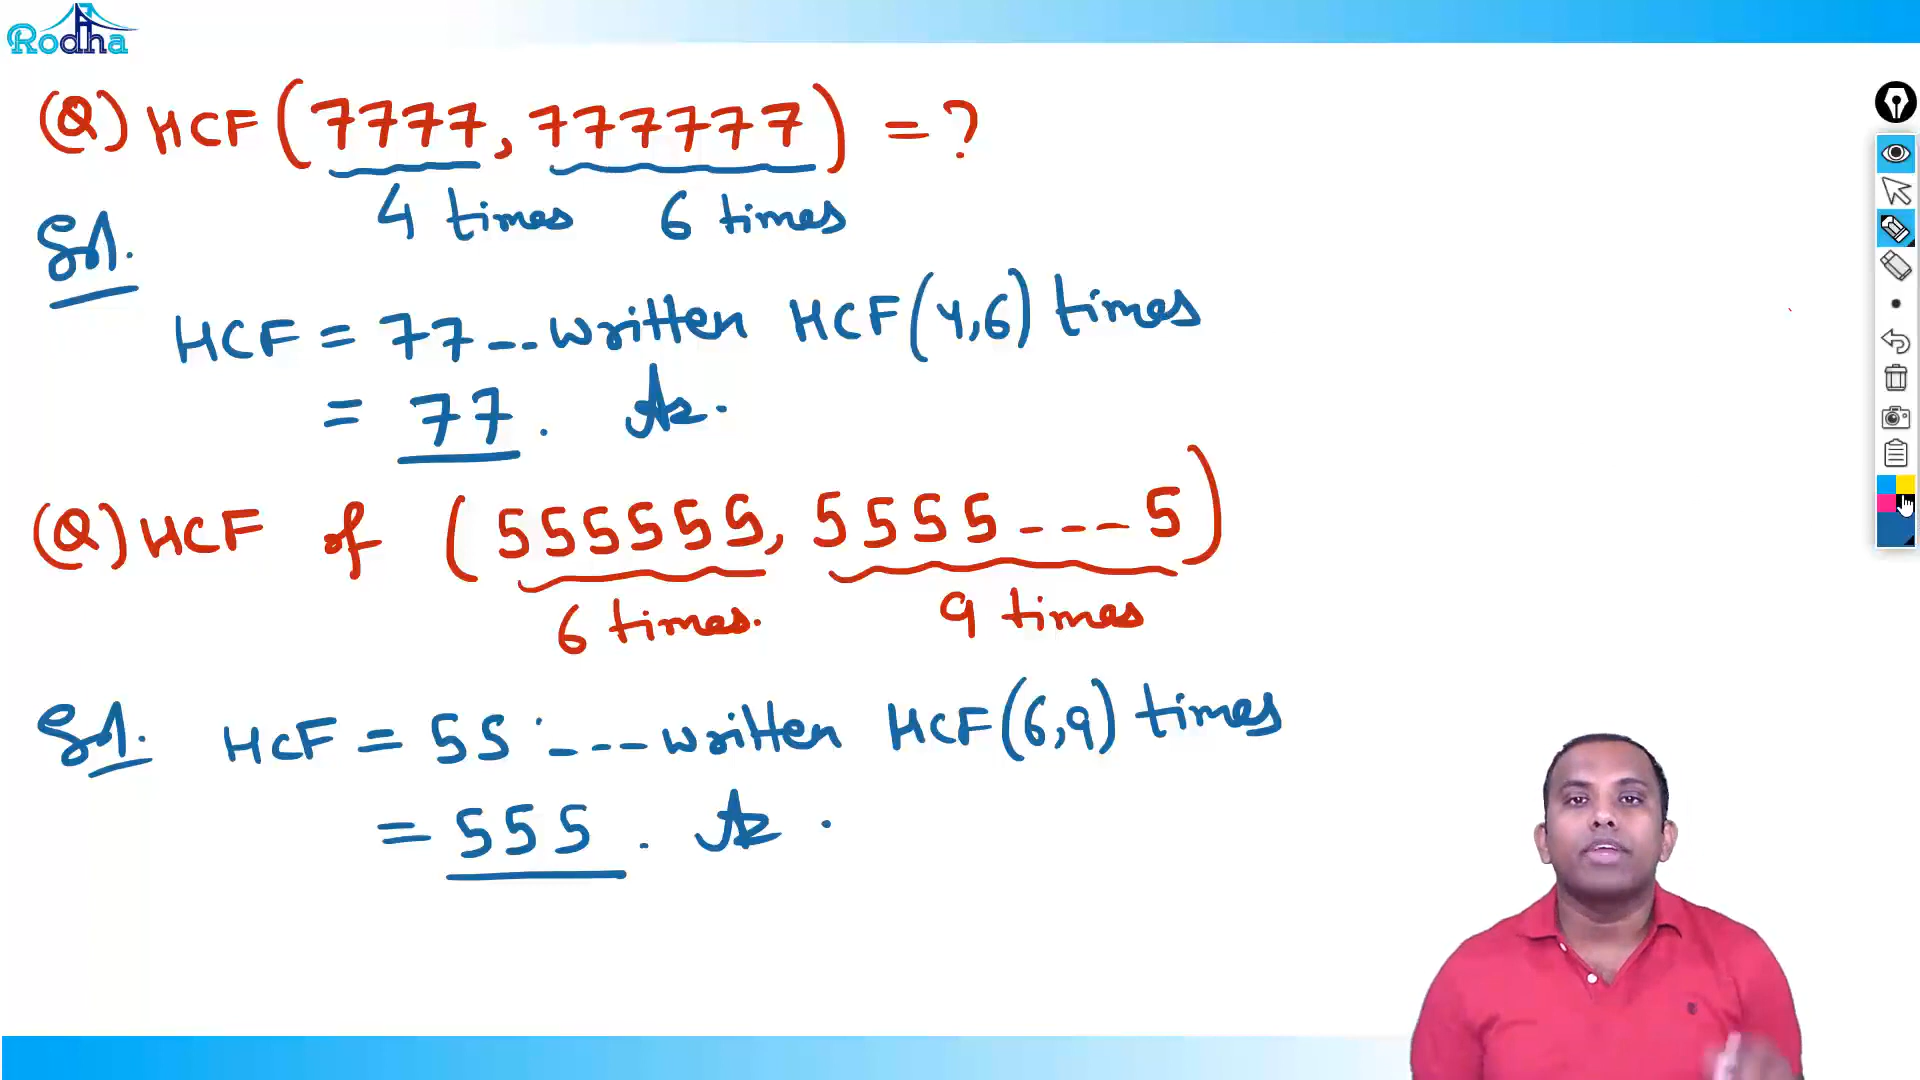 Rodha
(Q) HCF (7777, 777777) = ?
4 times 6 times
Sol.
HCF = 77 --- written HCF(4,6) times
= 77. Ans.
(Q) HCF of (555555, 5555---5)
6 times. 9 times
Sol. HCF = 55 --- written HCF(6,9) times
= 555. Ans.